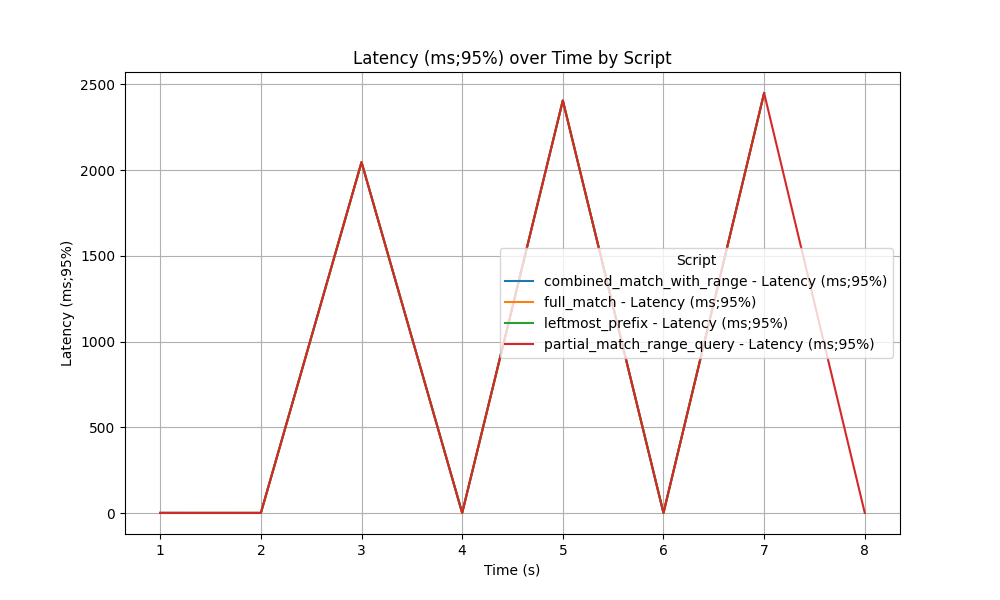 Latency (ms;95%) over Time by Script
Latency (ms;95%)
2500
2000
1500
1000
500
0
Script
combined_match_with_range - Latency (ms;95%)
full_match - Latency (ms;95%)
leftmost_prefix - Latency (ms;95%)
partial_match_range_query - Latency (ms;95%)
1 2 3 4 5 6 7 8
Time (s)